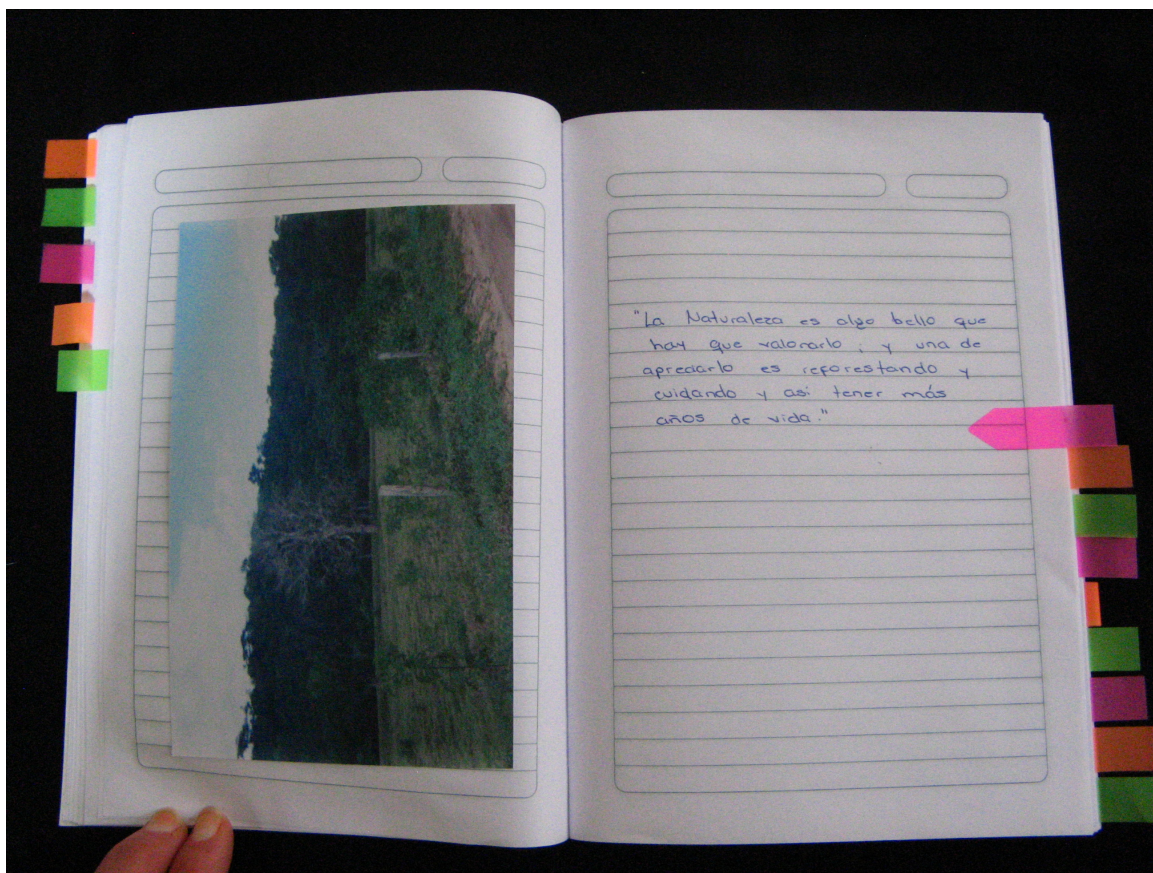 "La Naturaleza es algo bello que
hay que valorarlo, y una de
apreciarlo es reforestando y
cuidando y así tener más
años de vida."